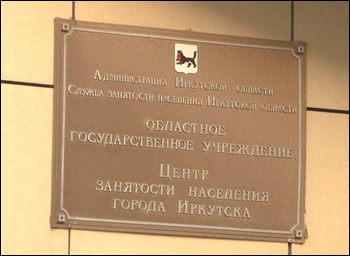 Администрация Иркутской области
Служба занятости населения Иркутской области
ОБЛАСТНОЕ
ГОСУДАРСТВЕННОЕ УЧРЕЖДЕНИЕ
Центр
занятости населения
города Иркутска